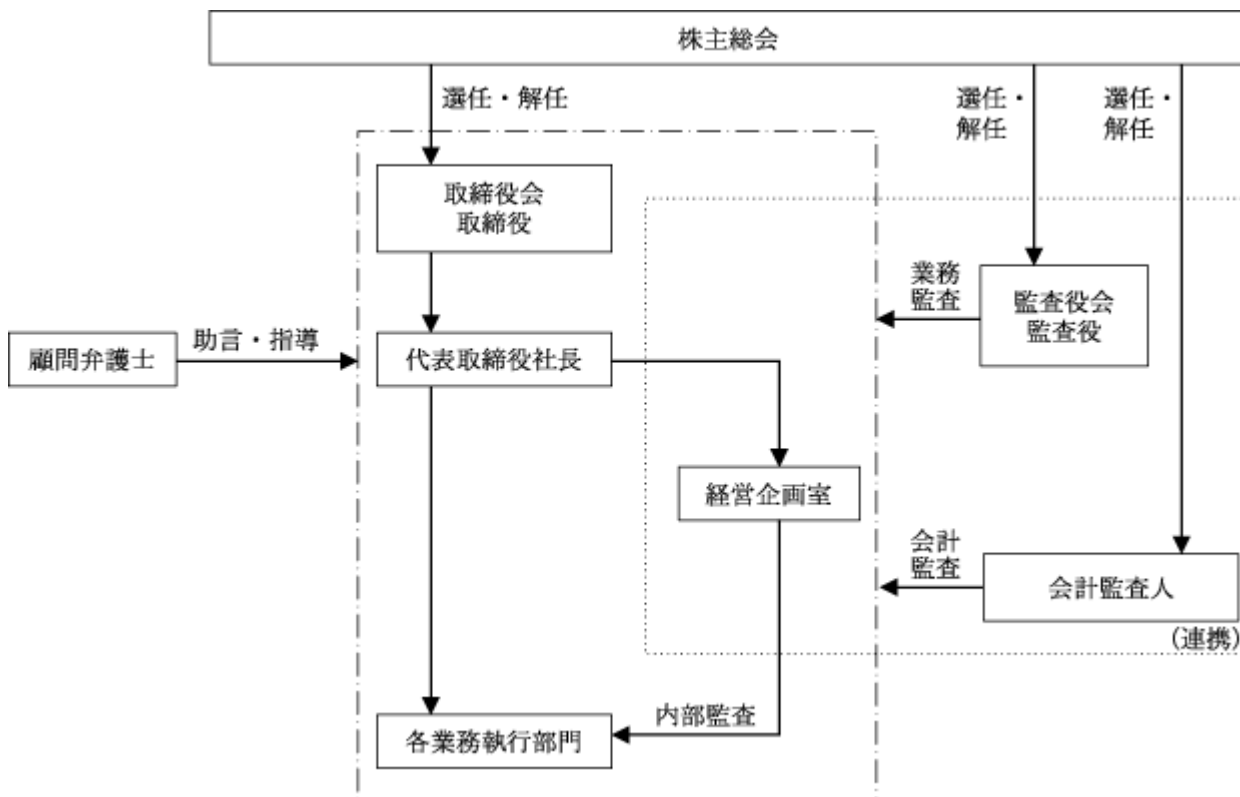 株主総会
選任・解任
選任・
解任
選任・
解任
取締役会
取締役
業務
監査
監査役会
監査役
顧問弁護士
助言・指導
代表取締役社長
経営企画室
会計
監査
会計監査人
(連携)
内部監査
各業務執行部門